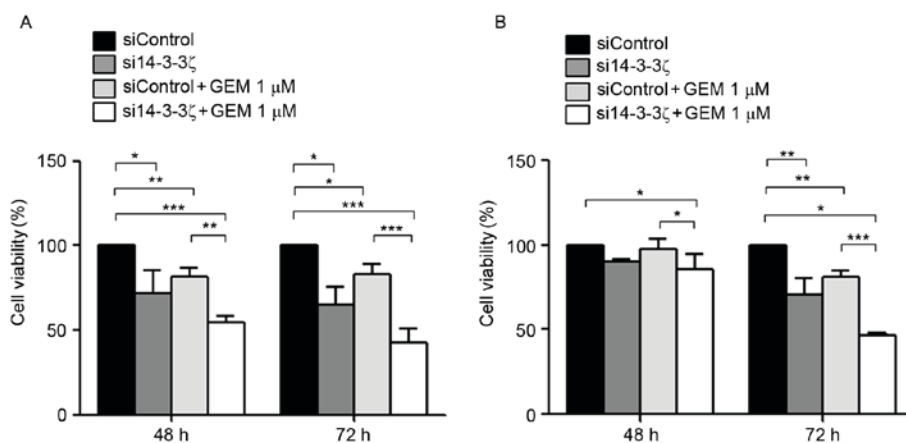 A
siControl
si14-3-3ζ
siControl + GEM 1 μM
si14-3-3ζ + GEM 1 μM
150
100
50
0
Cell viability (%)
*
**
***
**
*
*
***
***
48 h
72 h
B
siControl
si14-3-3ζ
siControl + GEM 1 μM
si14-3-3ζ + GEM 1 μM
150
100
50
0
Cell viability (%)
*
*
**
**
*
***
48 h
72 h